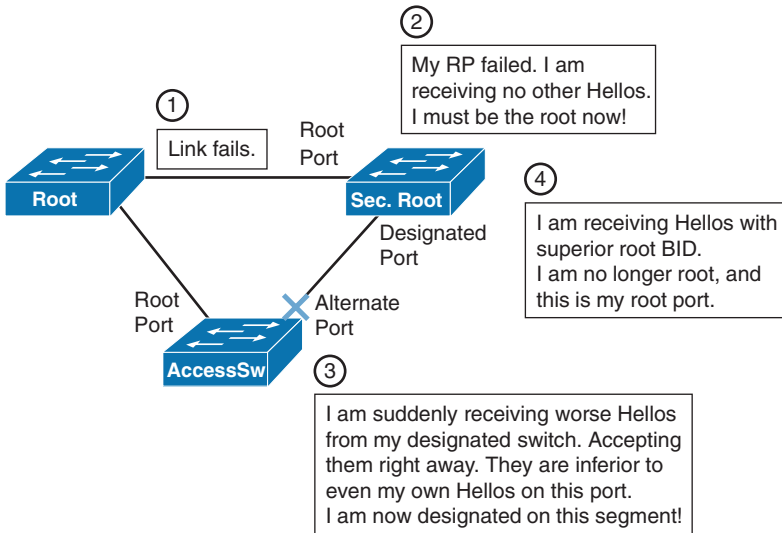 2
My RP failed. I am
receiving no other Hellos.
I must be the root now!
1
Link fails.
Root
Port
Root
Sec. Root
Designated
Port
4
I am receiving Hellos with
superior root BID.
I am no longer root, and
this is my root port.
Root
Port
Alternate
Port
AccessSw
3
I am suddenly receiving worse Hellos
from my designated switch. Accepting
them right away. They are inferior to
even my own Hellos on this port.
I am now designated on this segment!